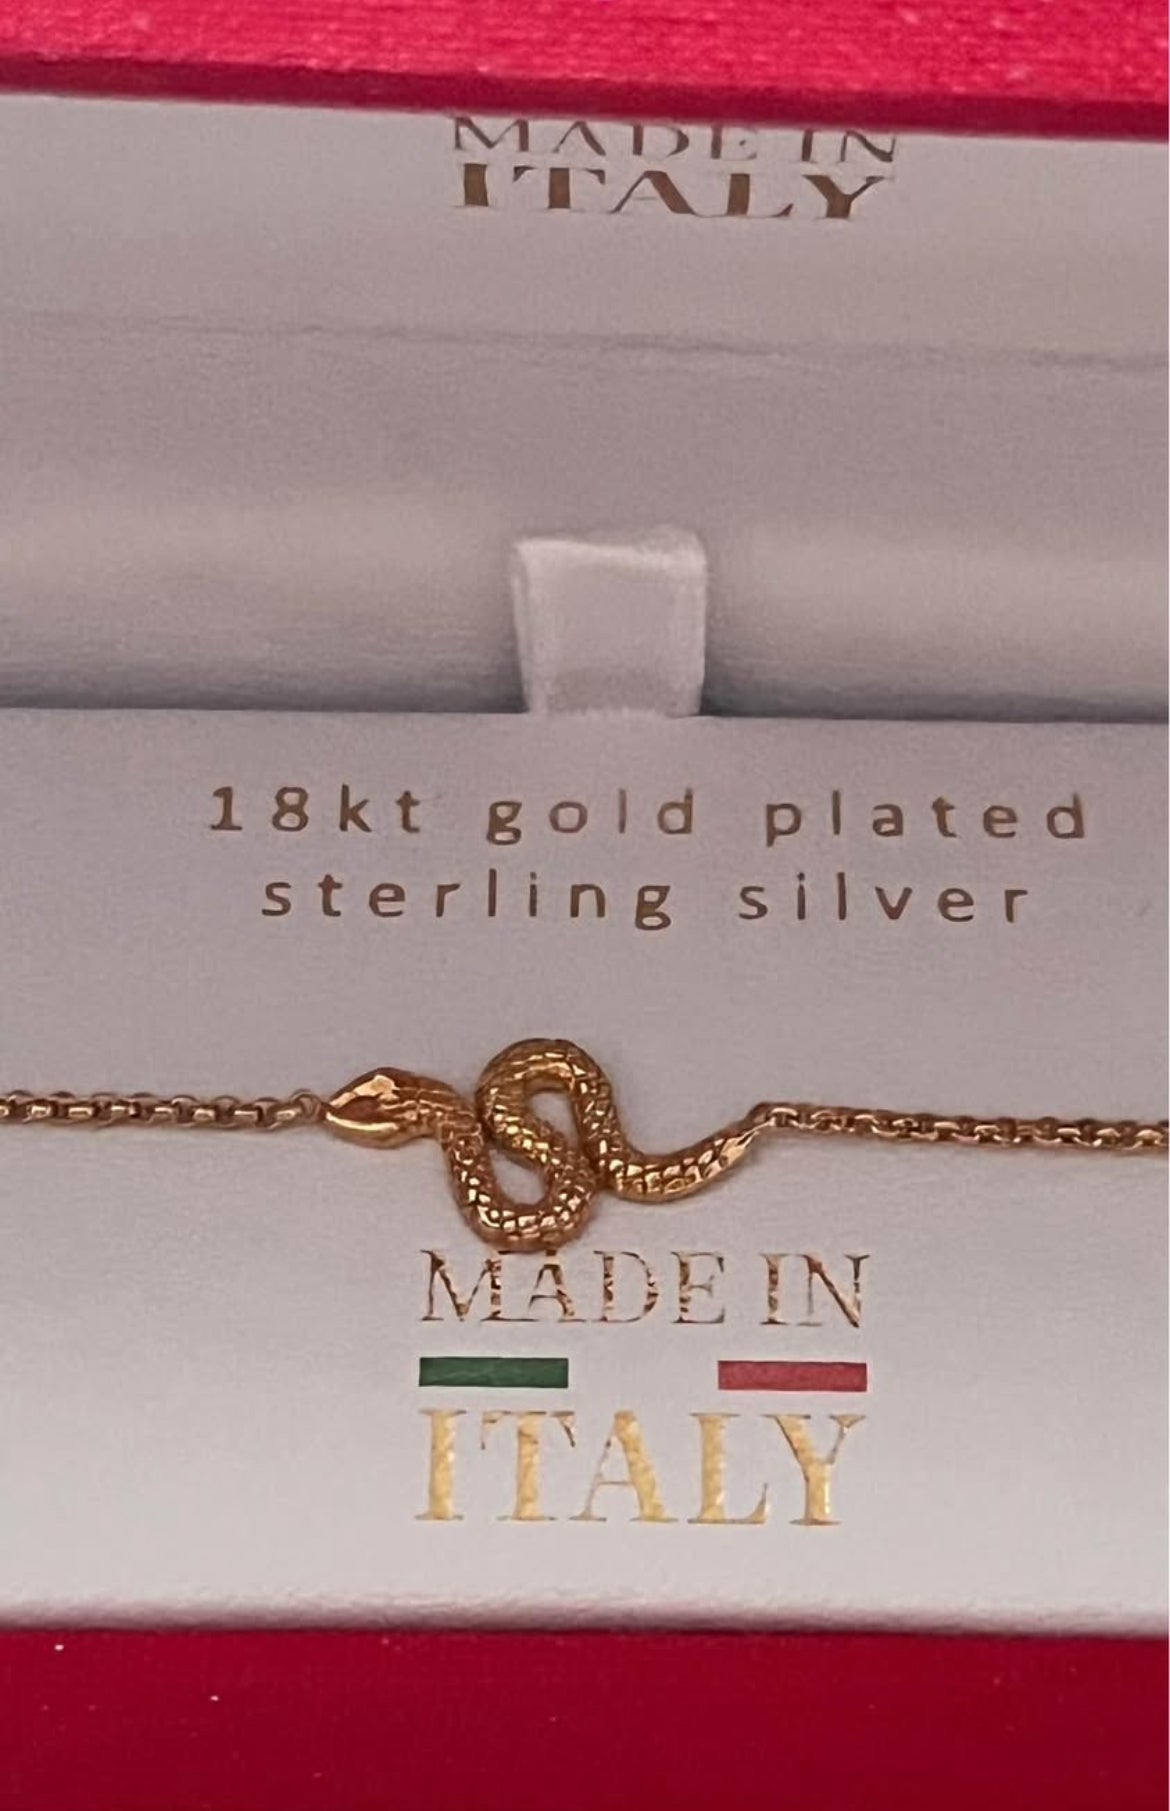 MADE IN
ITALY
18kt gold plated
sterling silver
MADE IN
ITALY